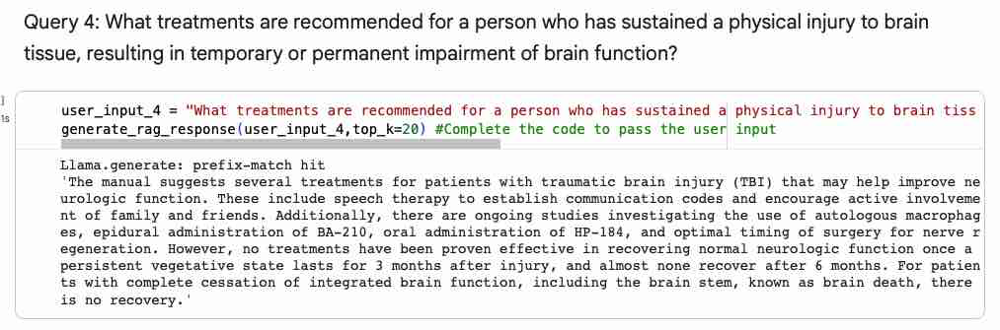 Query 4: What treatments are recommended for a person who has sustained a physical injury to brain
tissue, resulting in temporary or permanent impairment of brain function?
]
1s
user_input_4 = "What treatments are recommended for a person who has sustained a physical injury to brain tiss
generate_rag_response(user_input_4,top_k=20) #Complete the code to pass the user input
Llama.generate: prefix-match hit
'The manual suggests several treatments for patients with traumatic brain injury (TBI) that may help improve ne
urologic function. These include speech therapy to establish communication codes and encourage active involveme
nt of family and friends. Additionally, there are ongoing studies investigating the use of autologous macrophag
es, epidural administration of BA-210, oral administration of HP-184, and optimal timing of surgery for nerve r
egeneration. However, no treatments have been proven effective in recovering normal neurologic function once a
persistent vegetative state lasts for 3 months after injury, and almost none recover after 6 months. For patien
ts with complete cessation of integrated brain function, including the brain stem, known as brain death, there
is no recovery.'